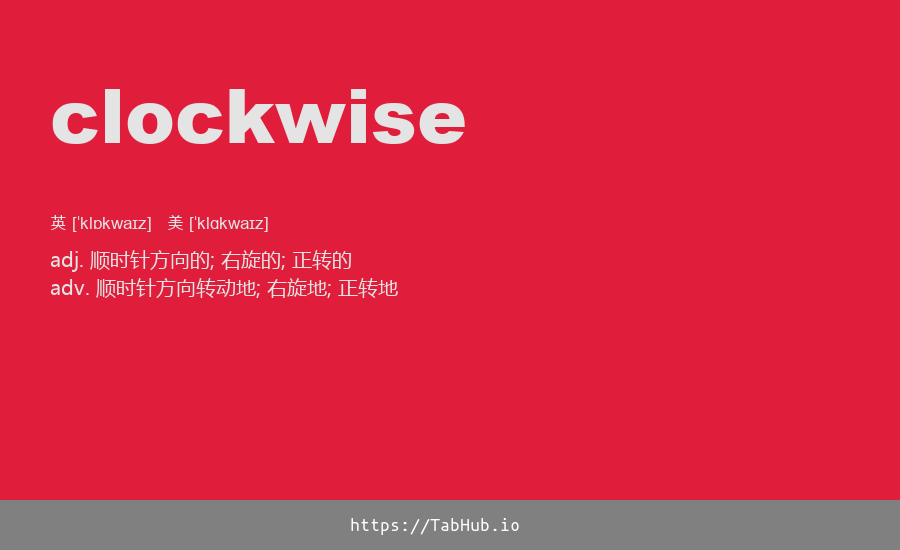 clockwise
英 [ˈklɒkwaɪz] 美 [ˈklɑkwaɪz]
adj. 顺时针方向的; 右旋的; 正转的
adv. 顺时针方向转动地; 右旋地; 正转地
https://TabHub.io